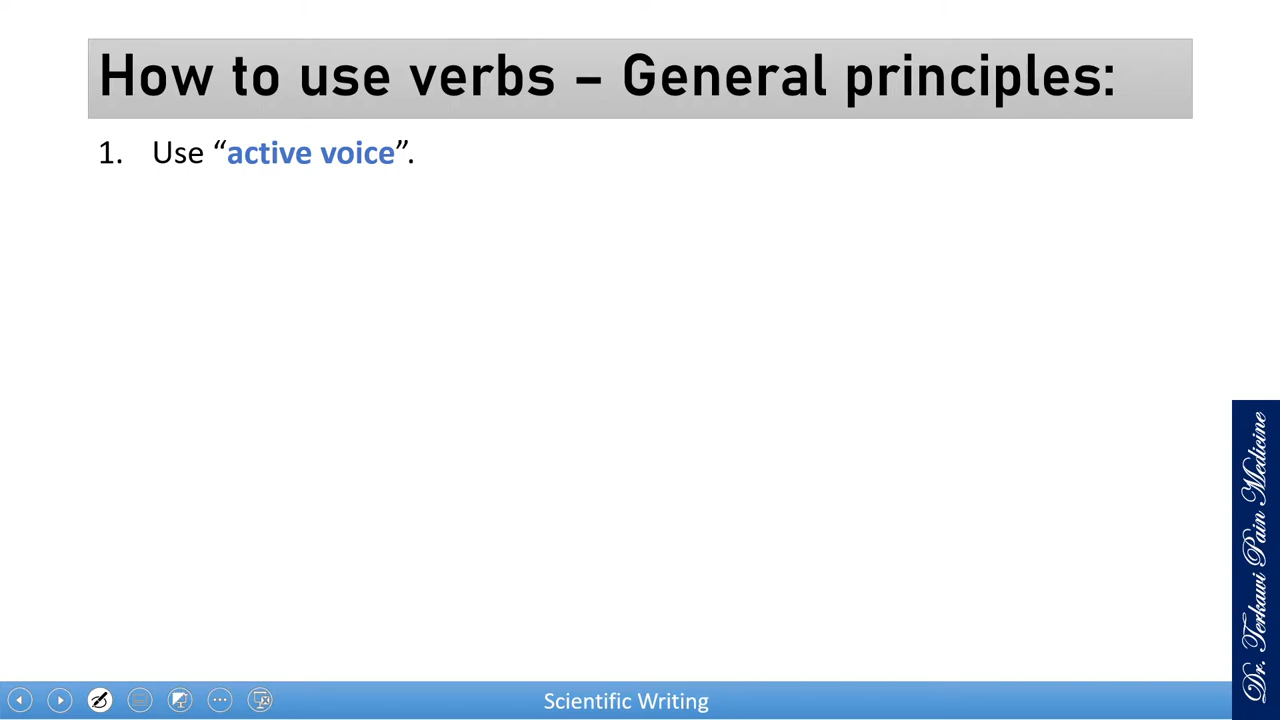 How to use verbs – General principles:
1. Use “active voice”.
Dr. Terkawi Pain Medicine
Scientific Writing